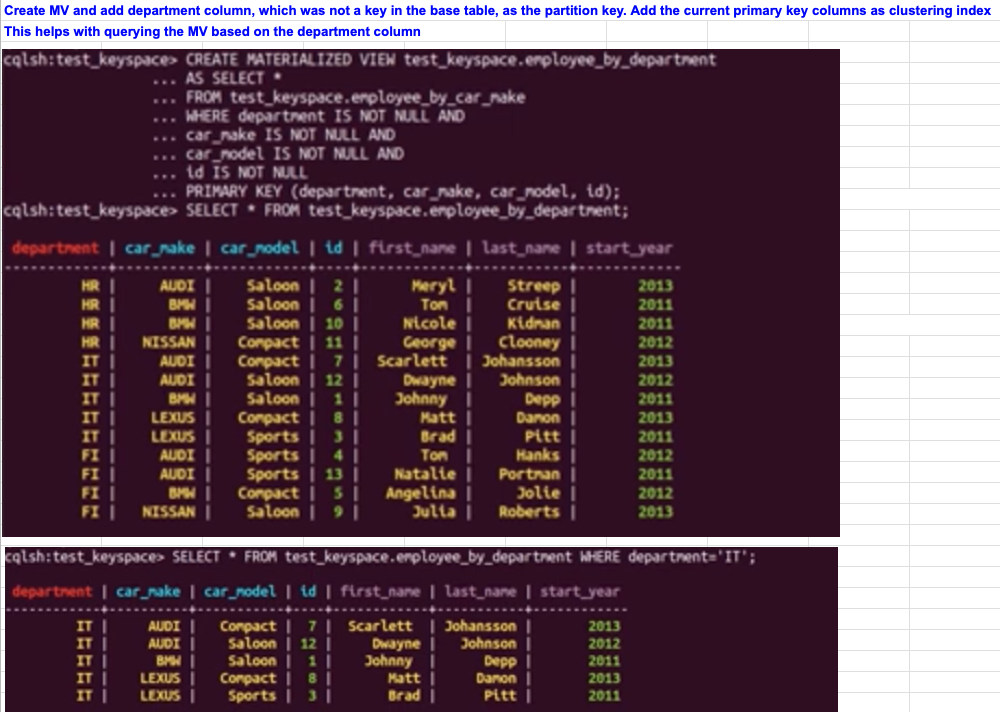 Create MV and add department column, which was not a key in the base table, as the partition key. Add the current primary key columns as clustering index
This helps with querying the MV based on the department column
cqlsh:test_keyspace> CREATE MATERIALIZED VIEW test_keyspace.employee_by_department
... AS SELECT *
... FROM test_keyspace.employee_by_car_make
... WHERE department IS NOT NULL AND
... car_make IS NOT NULL AND
... car_model IS NOT NULL AND
... id IS NOT NULL
... PRIMARY KEY (department, car_make, car_model, id);
cqlsh:test_keyspace> SELECT * FROM test_keyspace.employee_by_department;
department | car_make | car_model | id | first_name | last_name | start_year
------------+----------+-----------+----+------------+-----------+------------
HR | AUDI | Saloon | 2 | Meryl | Streep | 2013
HR | BMW | Saloon | 6 | Tom | Cruise | 2011
HR | BMW | Saloon | 10 | Nicole | Kidman | 2011
HR | NISSAN | Compact | 11 | George | Clooney | 2012
IT | AUDI | Compact | 7 | Scarlett | Johansson | 2013
IT | AUDI | Saloon | 12 | Dwayne | Johnson | 2012
IT | BMW | Saloon | 1 | Johnny | Depp | 2011
IT | LEXUS | Compact | 8 | Matt | Damon | 2013
IT | LEXUS | Sports | 3 | Brad | Pitt | 2011
FI | AUDI | Sports | 4 | Tom | Hanks | 2012
FI | AUDI | Sports | 13 | Natalie | Portman | 2011
FI | BMW | Compact | 5 | Angelina | Jolie | 2012
FI | NISSAN | Saloon | 9 | Julia | Roberts | 2013
cqlsh:test_keyspace> SELECT * FROM test_keyspace.employee_by_department WHERE department='IT';
department | car_make | car_model | id | first_name | last_name | start_year
------------+----------+-----------+----+------------+-----------+------------
IT | AUDI | Compact | 7 | Scarlett | Johansson | 2013
IT | AUDI | Saloon | 12 | Dwayne | Johnson | 2012
IT | BMW | Saloon | 1 | Johnny | Depp | 2011
IT | LEXUS | Compact | 8 | Matt | Damon | 2013
IT | LEXUS | Sports | 3 | Brad | Pitt | 2011